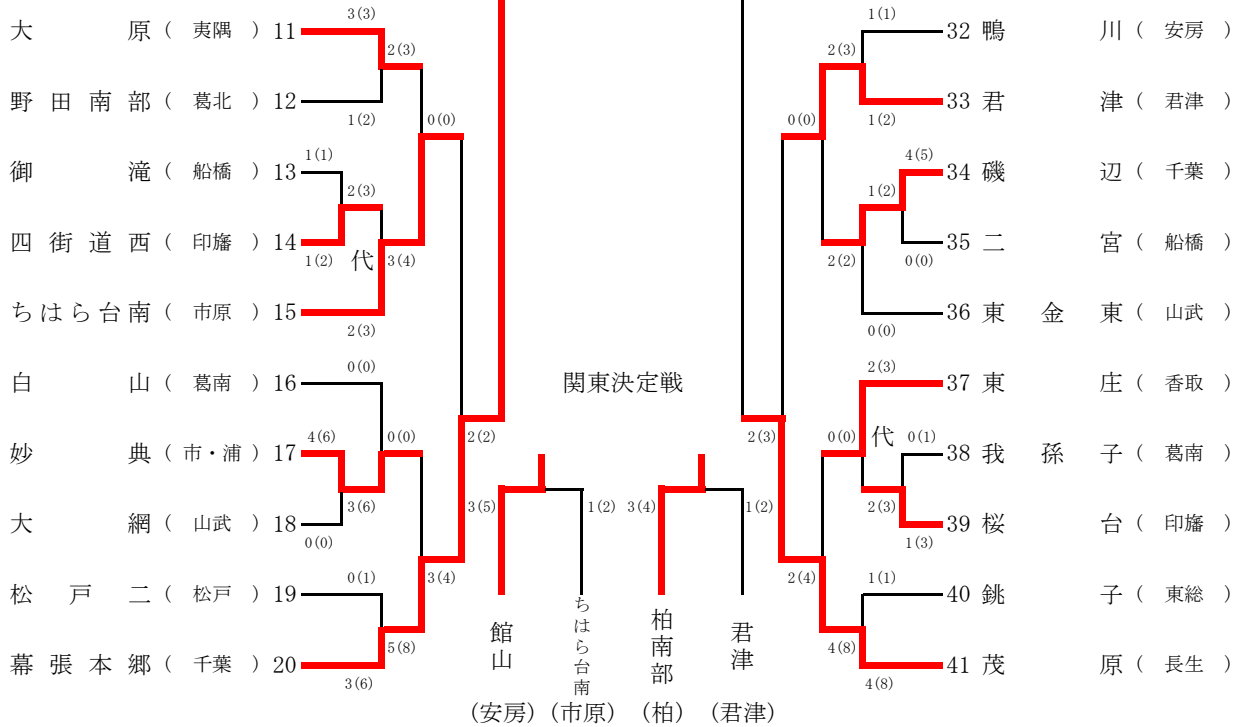 3(3)
大原（夷隅）11
2(3)
野田南部（葛北）12
1(2)
0(0)
1(1)
御滝（船橋）13
2(3)
四街道西（印旛）14
1(2)
代
3(4)
ちはら台南（市原）15
2(3)
0(0)
白山（葛南）16
4(6)
0(0)
妙典（市・浦）17
3(6)
大網（山武）18
0(0)
2(2)
0(1)
3(4)
松戸二（松戸）19
5(8)
幕張本郷（千葉）20
3(6)
関東決定戦
3(5)
1(2)
3(4)
1(2)
館山
ちはら台南
柏南部
君津
（安房）（市原）（柏）（君津）
1(1)
32 鴨川（安房）
2(3)
33 君津（君津）
1(2)
0(0)
4(5)
34 磯辺（千葉）
1(2)
35 二宮（船橋）
0(0)
2(2)
36 東金東（山武）
0(0)
2(3)
37 東庄（香取）
2(3)
0(0)
代
0(1)
38 我孫子（葛南）
2(3)
39 桜台（印旛）
1(3)
2(4)
1(1)
40 銚子（東総）
4(8)
41 茂原（長生）
4(8)